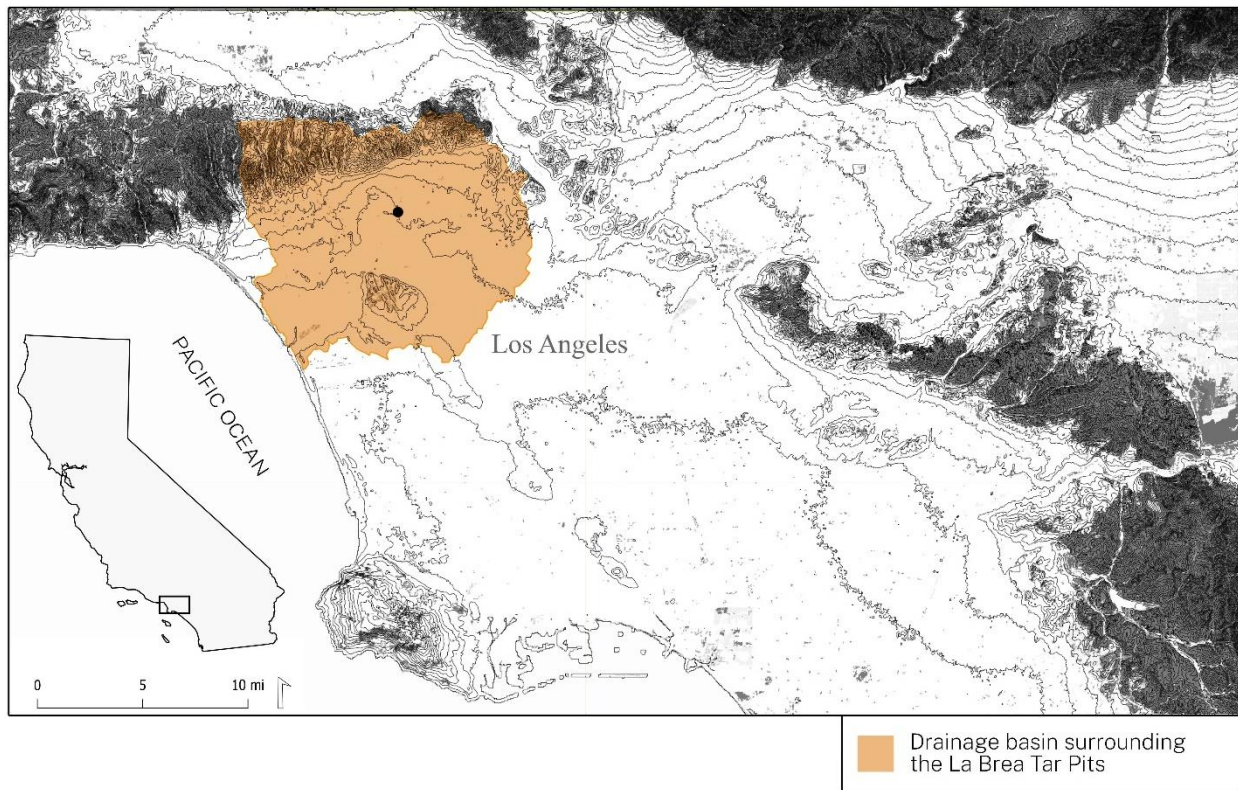 Los Angeles
PACIFIC OCEAN
0 5 10 mi
Drainage basin surrounding
the La Brea Tar Pits